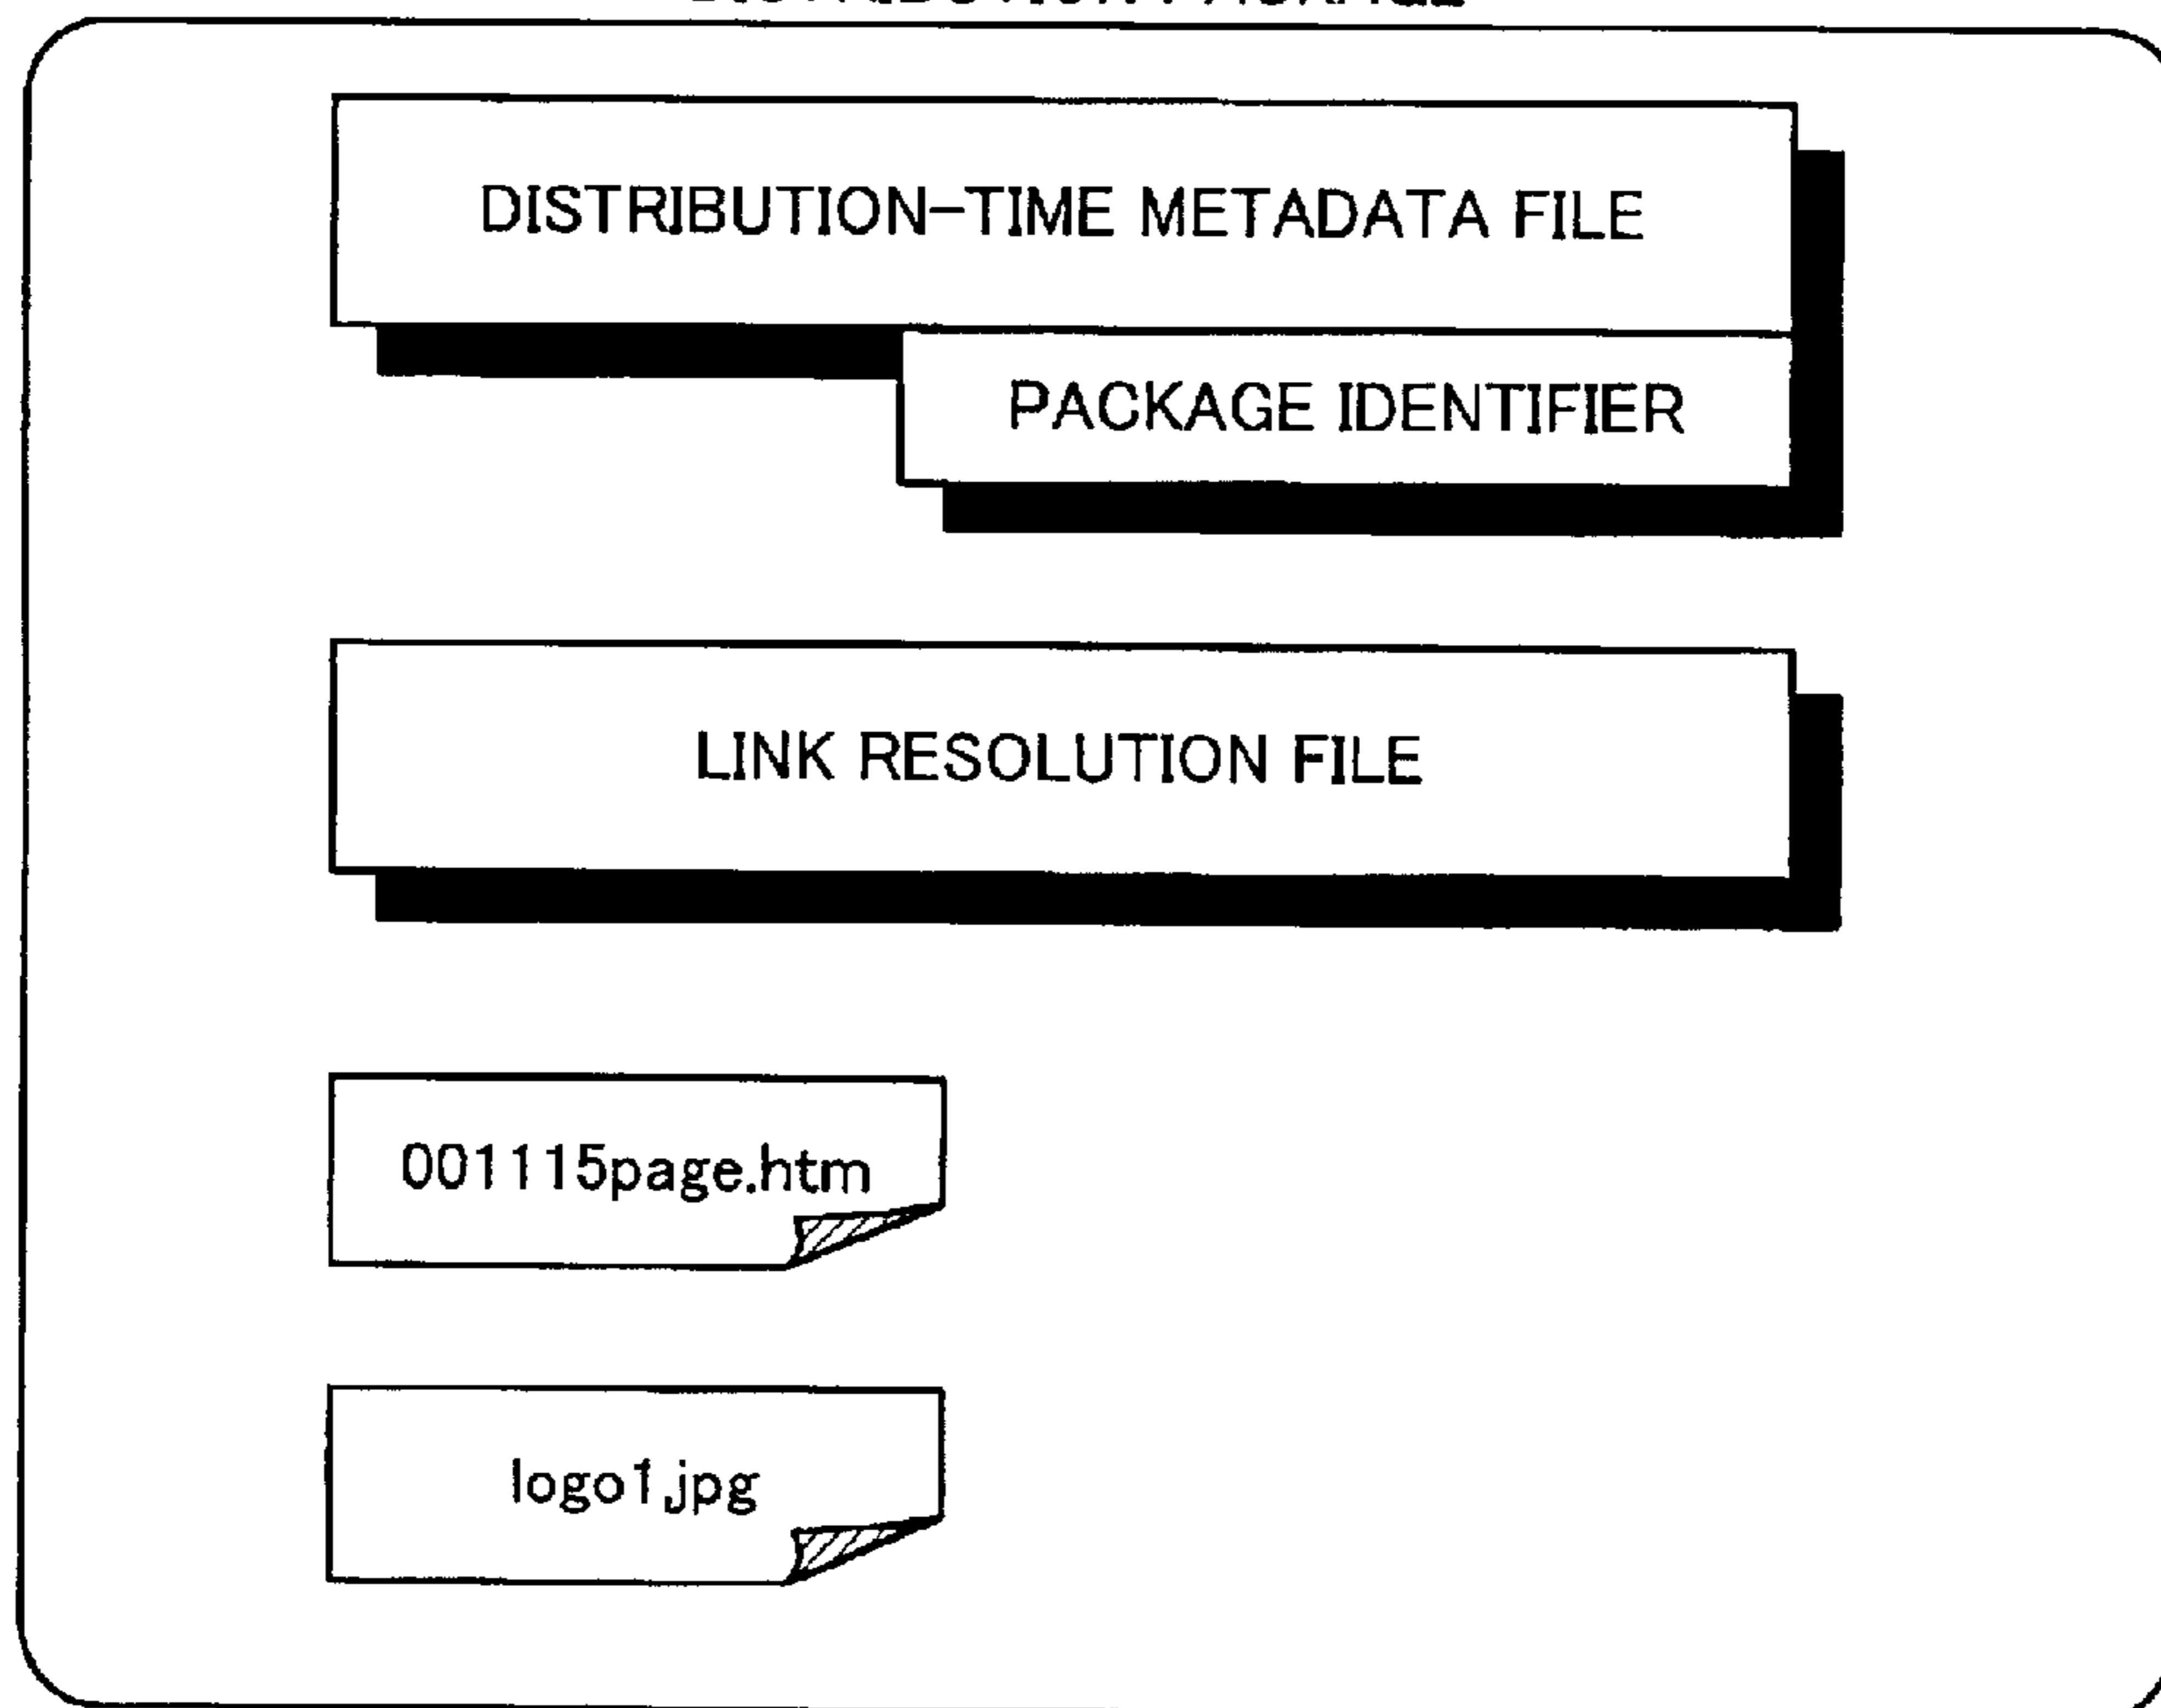 DISTRIBUTION-TIME METADATA FILE
PACKAGE IDENTIFIER
LINK RESOLUTION FILE
001115page.htm
logo1.jpg